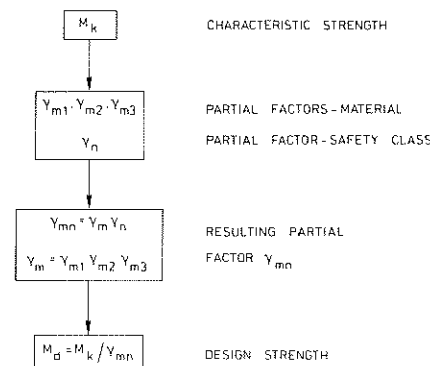 M_k CHARACTERISTIC STRENGTH
γ_m1 . γ_m2 . γ_m3 PARTIAL FACTORS - MATERIAL
γ_n PARTIAL FACTOR - SAFETY CLASS
γ_mn = γ_m γ_n RESULTING PARTIAL
γ_m = γ_m1 γ_m2 γ_m3 FACTOR γ_mn
M_d = M_k / γ_mn DESIGN STRENGTH